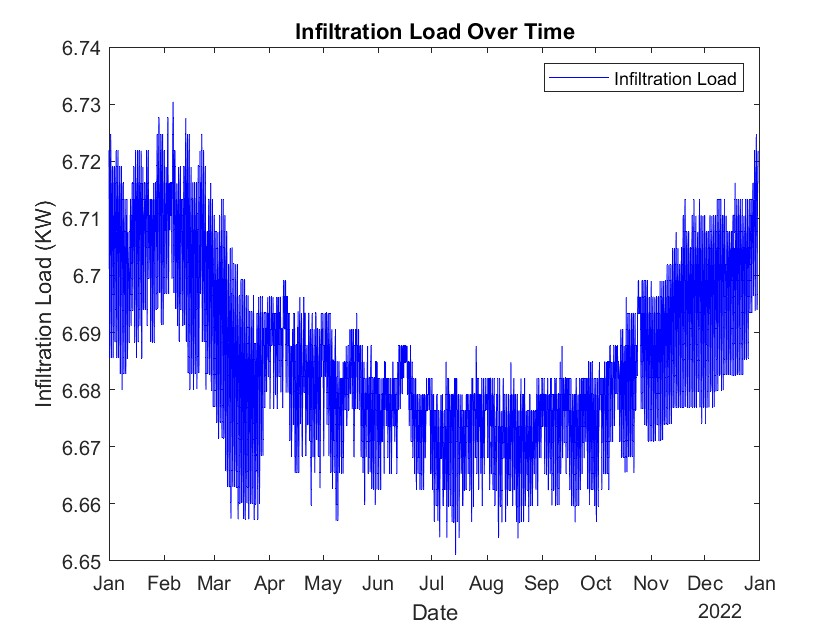 Infiltration Load Over Time
Infiltration Load
Infiltration Load (KW)
6.74
6.73
6.72
6.71
6.7
6.69
6.68
6.67
6.66
6.65
Jan Feb Mar Apr May Jun Jul Aug Sep Oct Nov Dec Jan
Date
2022